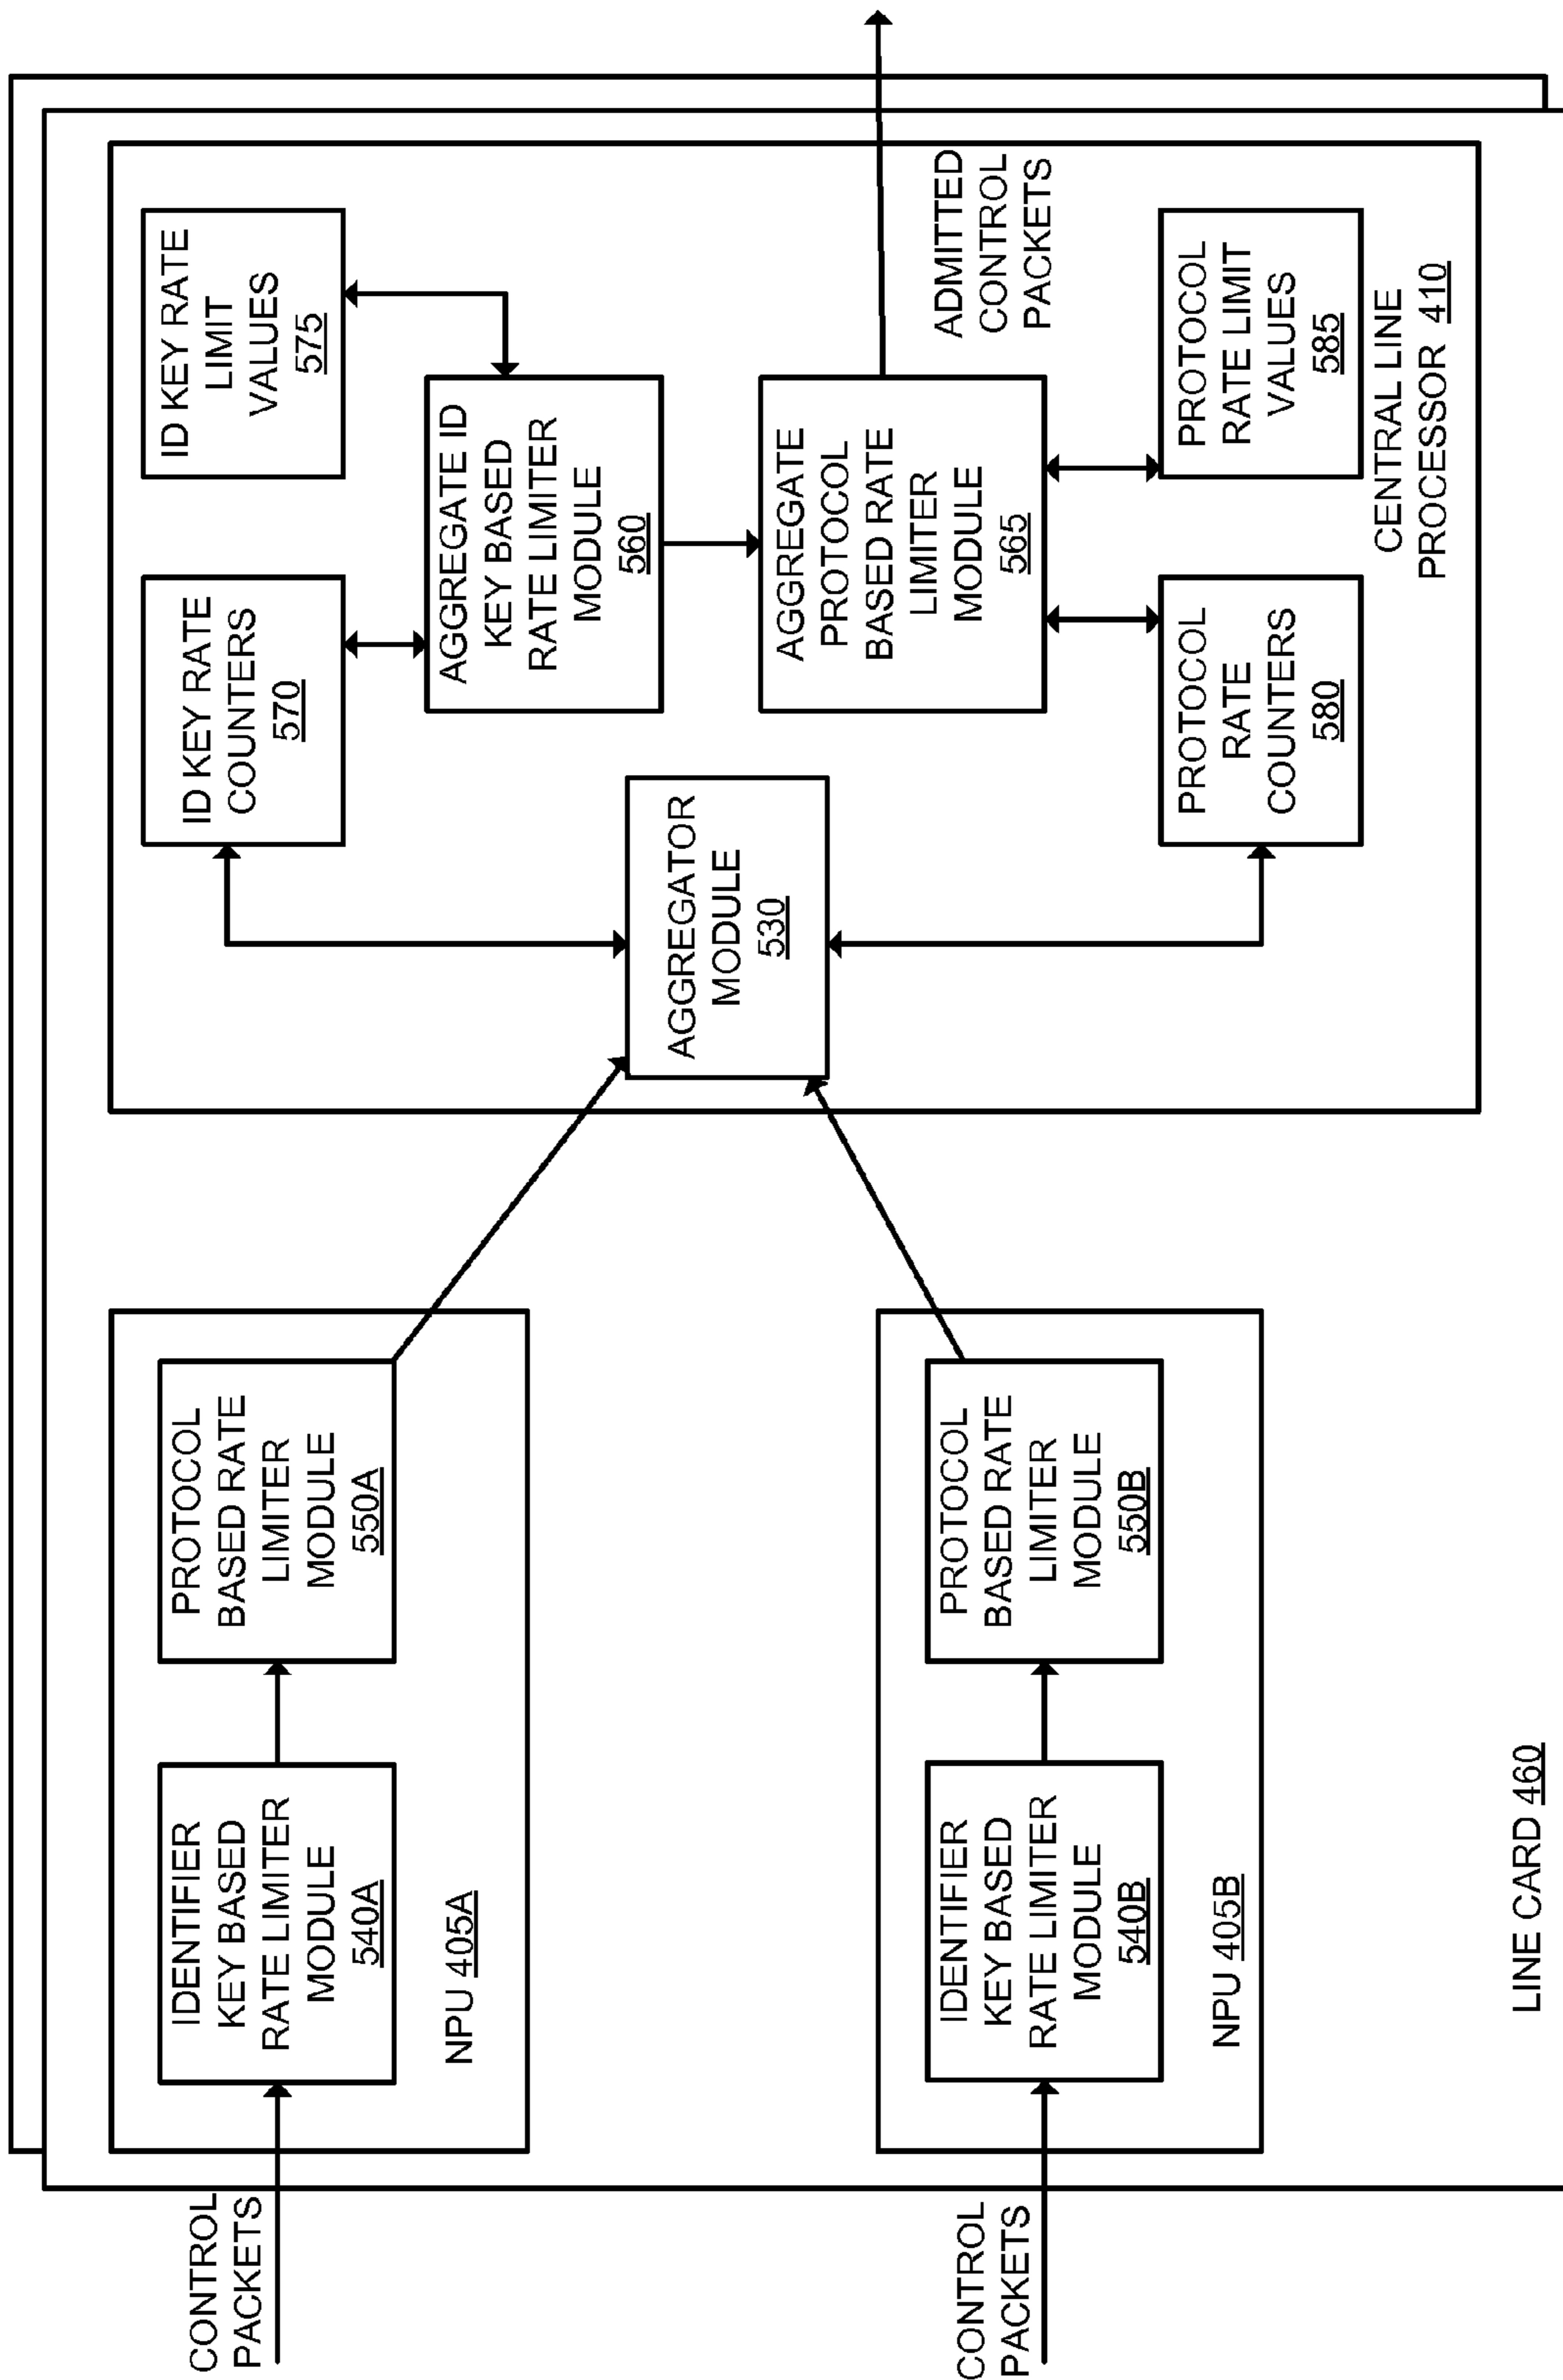 CONTROL
PACKETS
IDENTIFIER
KEY BASED
RATE LIMITER
MODULE
540A
PROTOCOL
BASED RATE
LIMITER
MODULE
550A
NPU 405A
CONTROL
PACKETS
IDENTIFIER
KEY BASED
RATE LIMITER
MODULE
540B
PROTOCOL
BASED RATE
LIMITER
MODULE
550B
NPU 405B
AGGREGATOR
MODULE
530
ID KEY RATE
COUNTERS
570
ID KEY RATE
LIMIT
VALUES
575
AGGREGATE ID
KEY BASED
RATE LIMITER
MODULE
560
AGGREGATE
PROTOCOL
BASED RATE
LIMITER
MODULE
565
ADMITTED
CONTROL
PACKETS
PROTOCOL
RATE
COUNTERS
580
PROTOCOL
RATE LIMIT
VALUES
585
CENTRAL LINE
PROCESSOR 410
LINE CARD 460